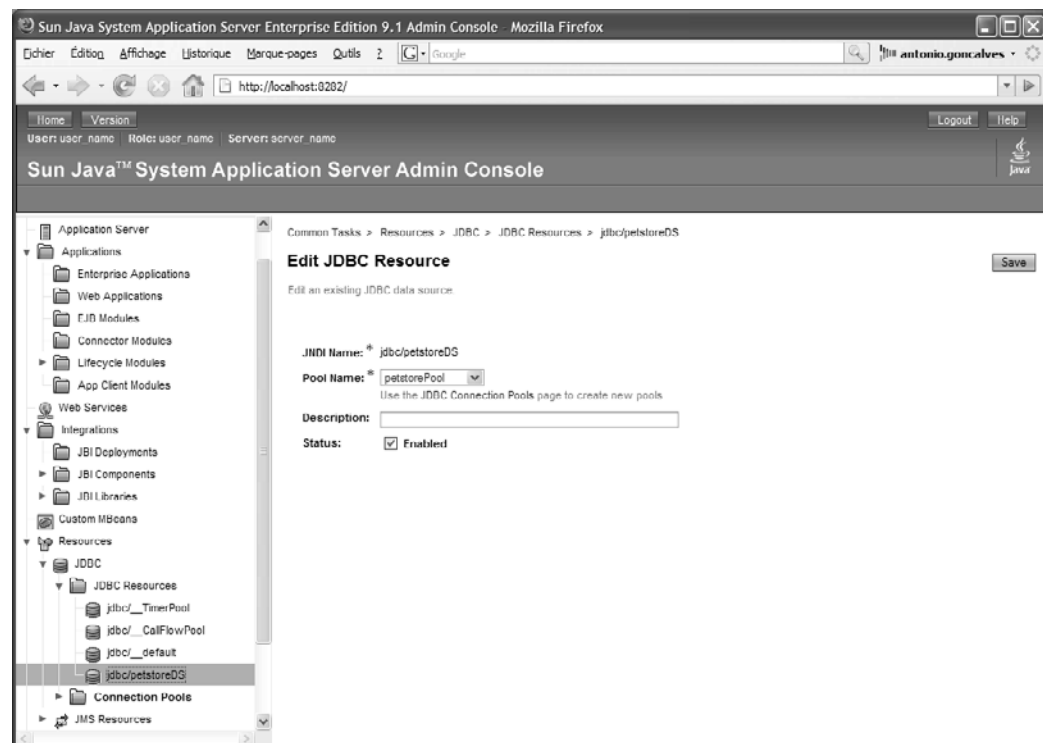 Sun Java System Application Server Enterprise Edition 9.1 Admin Console - Mozilla Firefox
Fichier Édition Affichage Historique Marque-pages Outils ? G Google antonio.goncalves
http://localhost:8282/
Home Version Logout Help
User: user_name Role: user_name Server: server_name
Sun Java™ System Application Server Admin Console
Java
Application Server
Applications
Enterprise Applications
Web Applications
EJB Modules
Connector Modules
Lifecycle Modules
App Client Modules
Web Services
Integrations
JBI Deployments
JBI Components
JBI Libraries
Custom MBeans
Resources
JDBC
JDBC Resources
jdbc/__TimerPool
jdbc/__CallFlowPool
jdbc/__default
jdbc/petstoreDS
Connection Pools
JMS Resources
Common Tasks > Resources > JDBC > JDBC Resources > jdbc/petstoreDS
Edit JDBC Resource
Save
Edit an existing JDBC data source.
JNDI Name: * jdbc/petstoreDS
Pool Name: * petstorePool
Use the JDBC Connection Pools page to create new pools
Description:
Status: Enabled